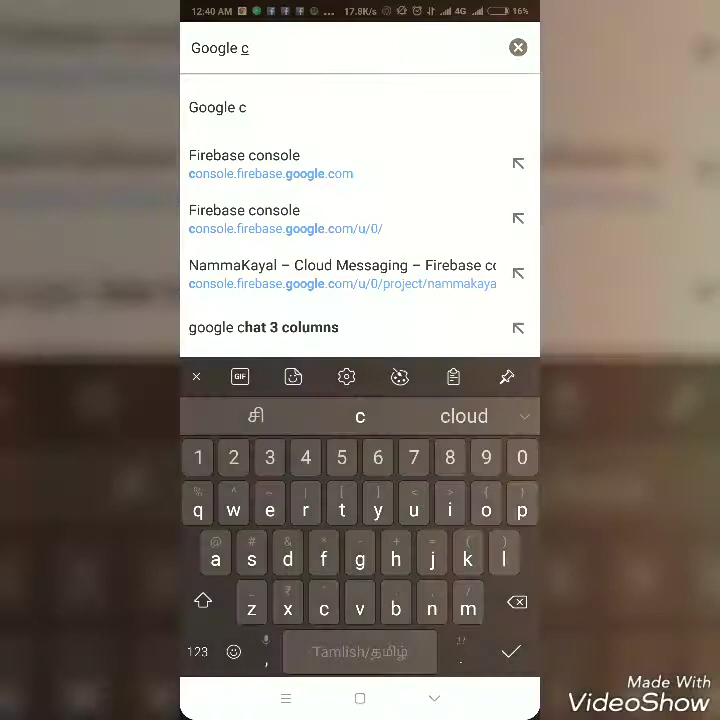 12:40 AM ... 17.9K/s 4G 16%
Google c
Google c
Firebase console
console.firebase.google.com
Firebase console
console.firebase.google.com/u/0/
NammaKayal – Cloud Messaging – Firebase co
console.firebase.google.com/u/0/project/nammakaya
google chat 3 columns
GIF
சி c cloud
1 2 3 4 5 6 7 8 9 0
% ^ ~ | [ ] < > { }
q w e r t y u i o p
@ # & * - + = ( )
a s d f g h j k l
₹ " ' : ; /
z x c v b n m
123 , Tamlish/தமிழ் !? .
Made With
VideoShow